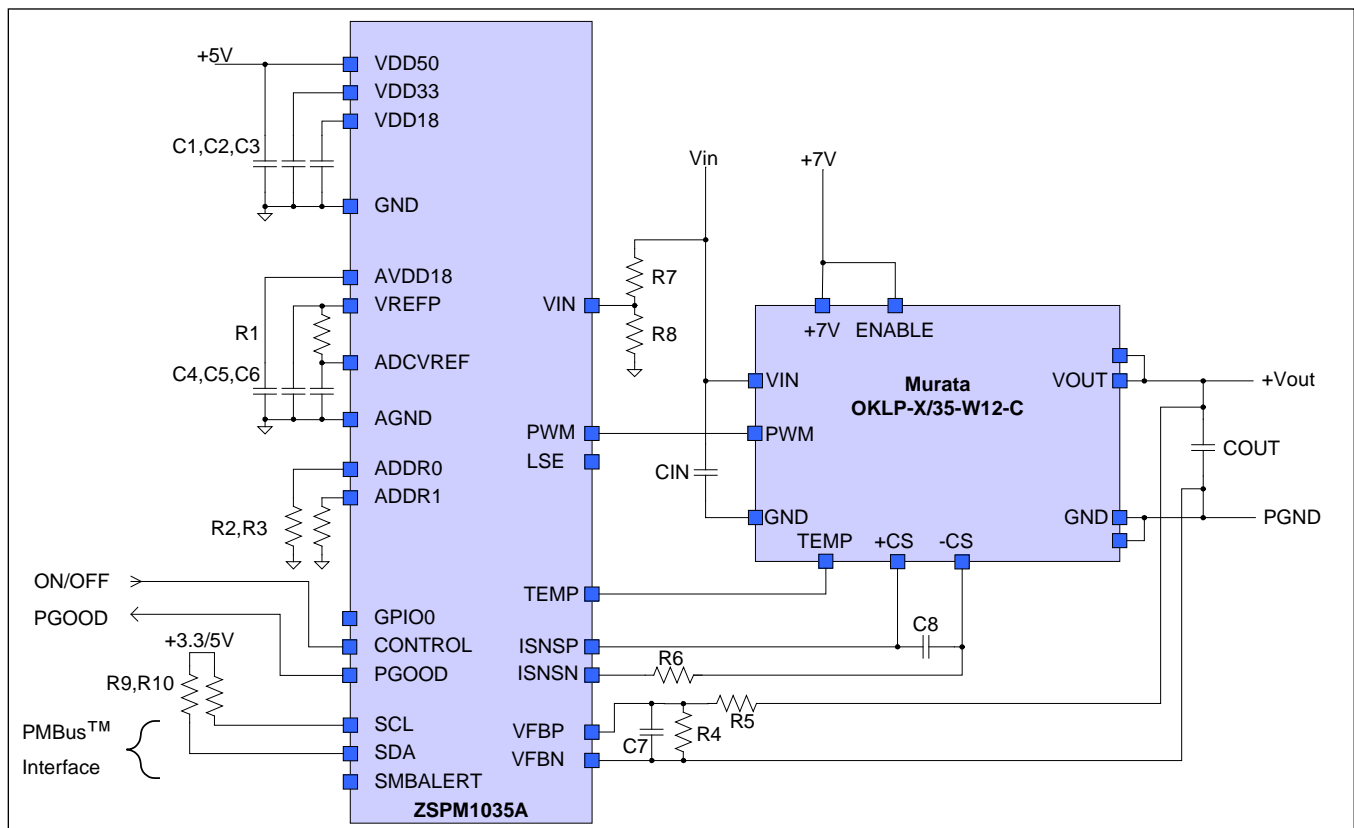 +5V
VDD50
VDD33
VDD18
C1,C2,C3
GND
AVDD18
VREFP
R1
ADCVREF
C4,C5,C6
AGND
ADDR0
ADDR1
R2,R3
ON/OFF
PGOOD
GPIO0
CONTROL
PGOOD
+3.3/5V
R9,R10
SCL
PMBus™
SDA
Interface
SMBALERT
ZSPM1035A
VIN
PWM
LSE
TEMP
ISNSP
ISNSN
VFBP
VFBN
Vin
+7V
R7
R8
CIN
+7V
ENABLE
VIN
VOUT
Murata
OKLP-X/35-W12-C
PWM
GND
GND
TEMP
+CS
-CS
+Vout
COUT
PGND
C8
R6
R5
C7
R4